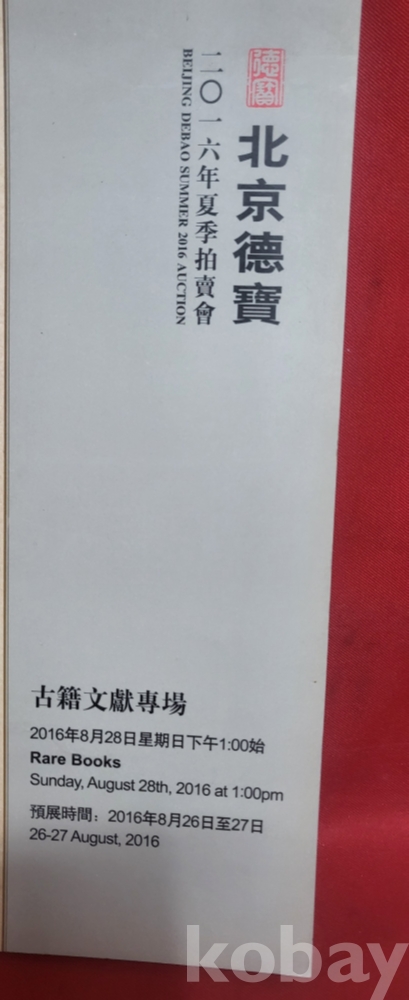 德寶
北京德寶
二〇一六年夏季拍賣會
BEIJING DEBAO SUMMER 2016 AUCTION
古籍文獻專場
2016年8月28日星期日下午1:00始
Rare Books
Sunday, August 28th, 2016 at 1:00pm
預展時間：2016年8月26日至27日
26-27 August, 2016
kobay